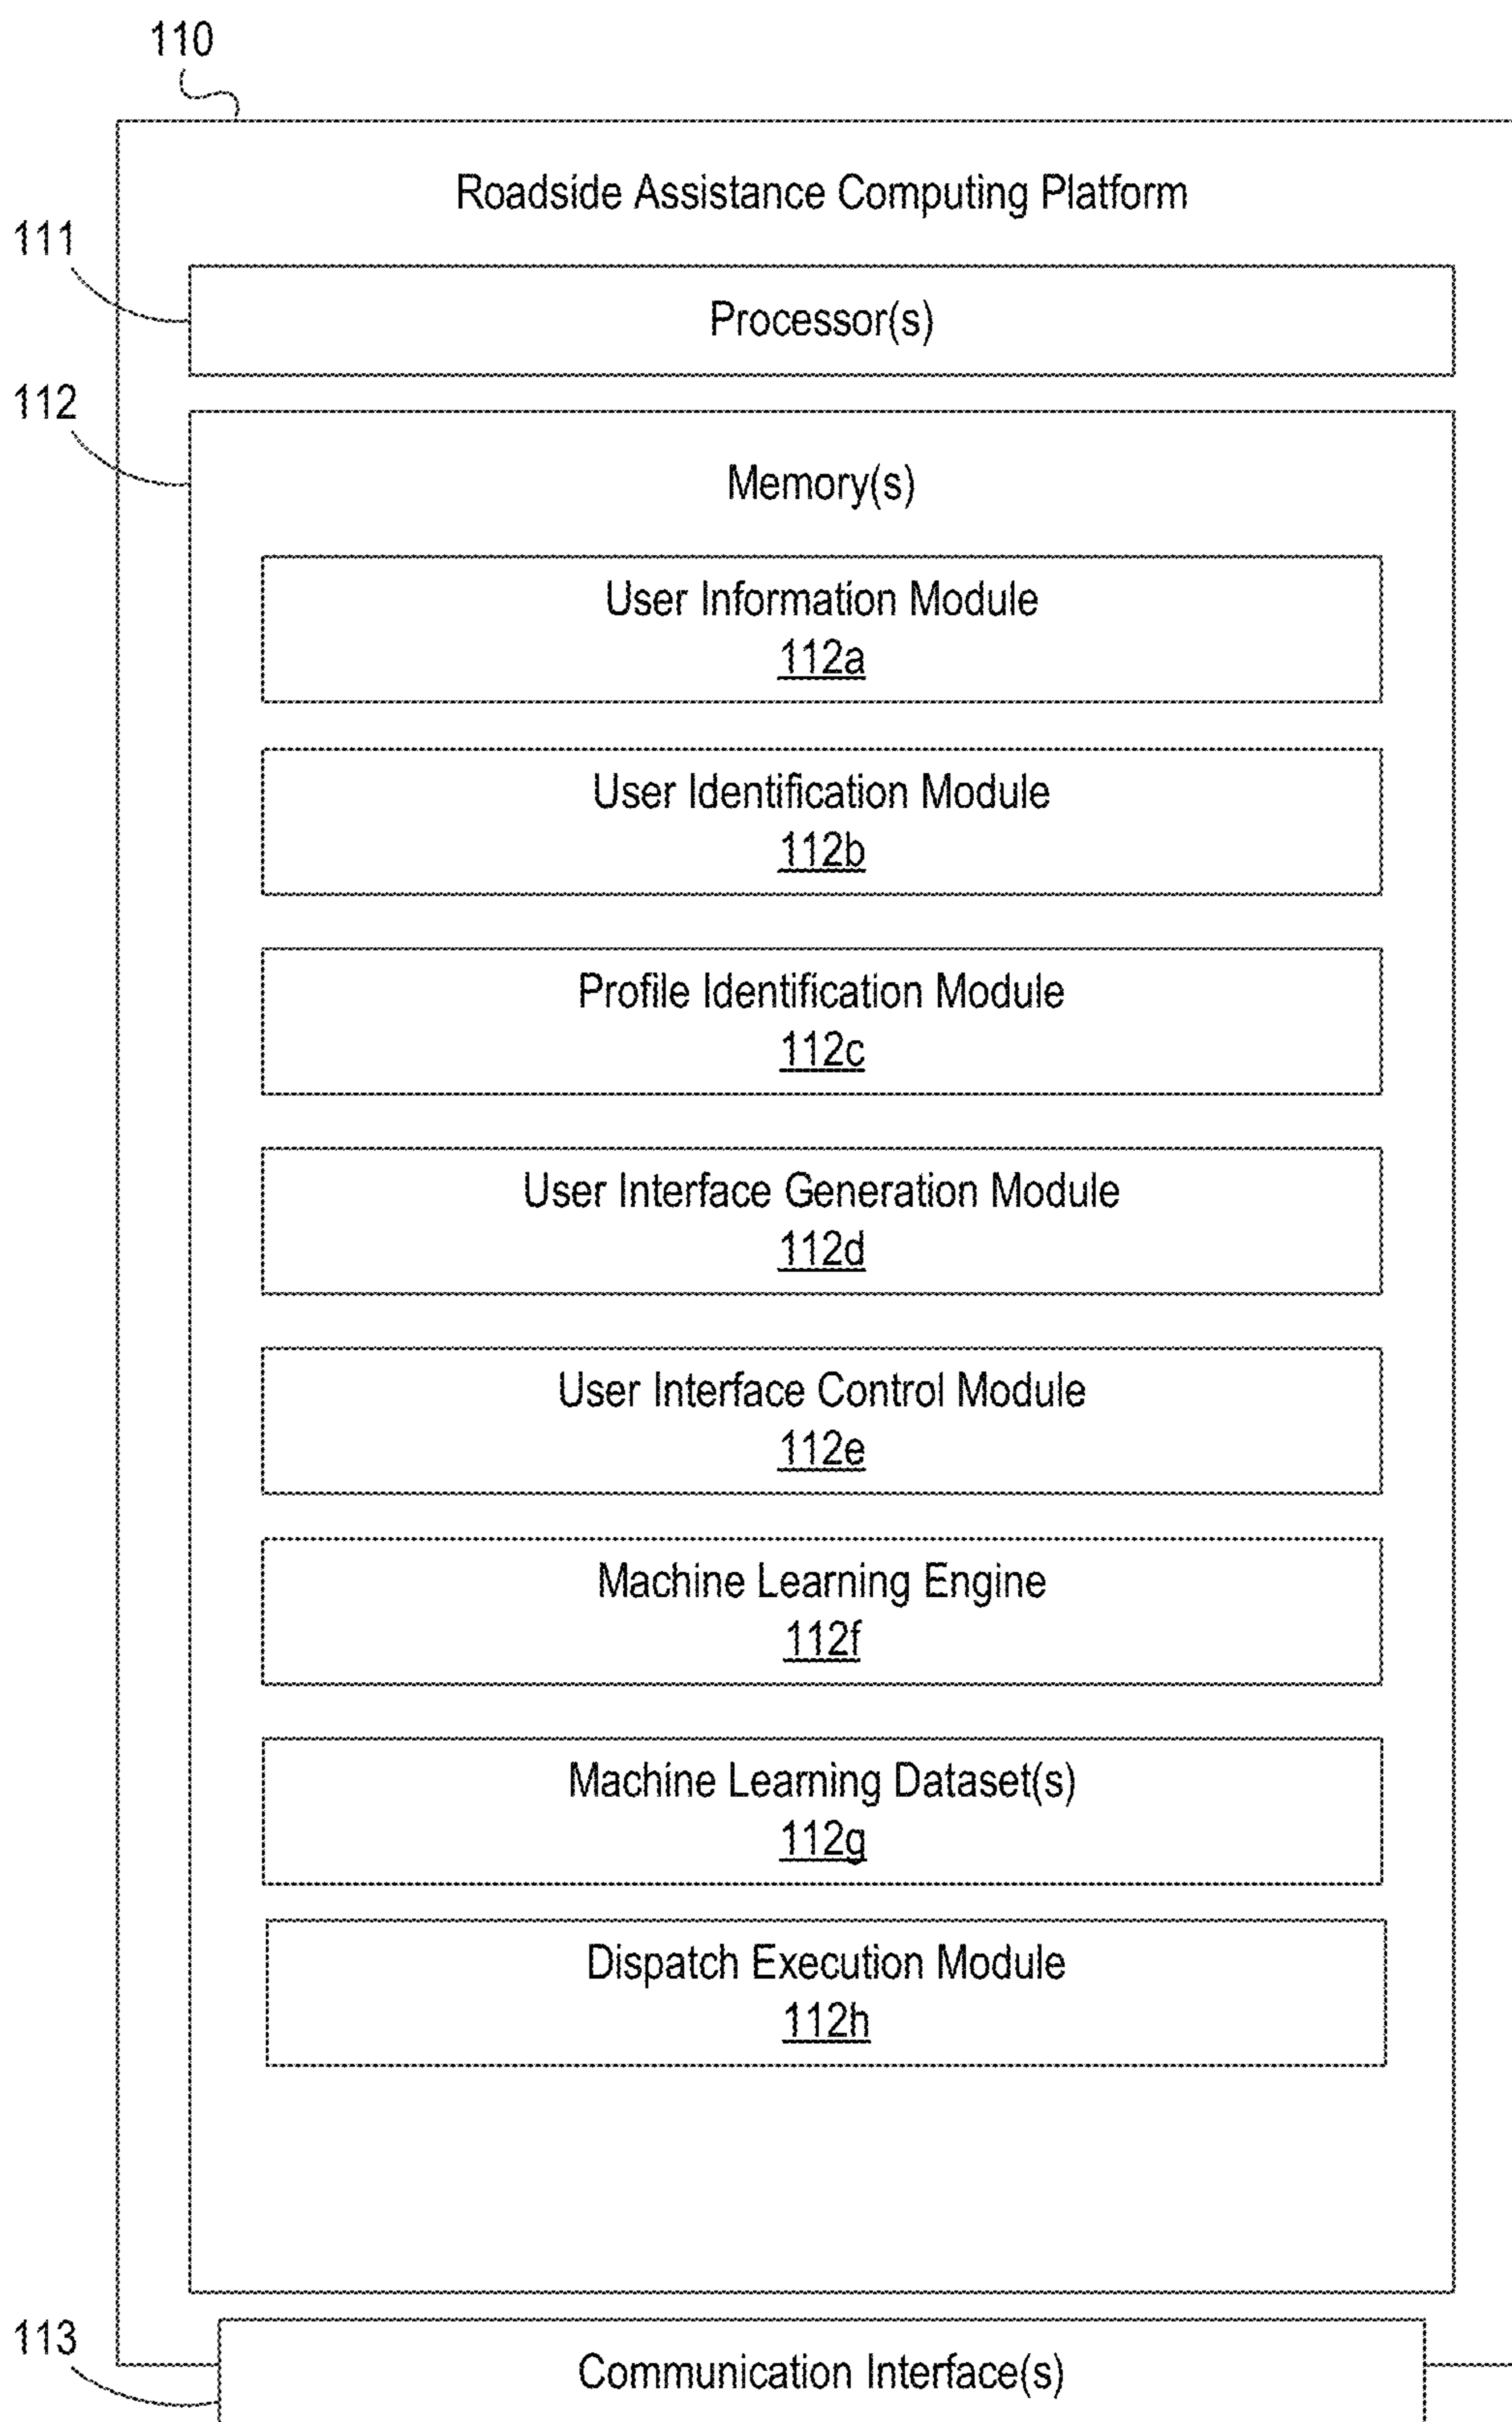 110
Roadside Assistance Computing Platform
111
Processor(s)
112
Memory(s)
User Information Module
112a
User Identification Module
112b
Profile Identification Module
112c
User Interface Generation Module
112d
User Interface Control Module
112e
Machine Learning Engine
112f
Machine Learning Dataset(s)
112g
Dispatch Execution Module
112h
113
Communication Interface(s)